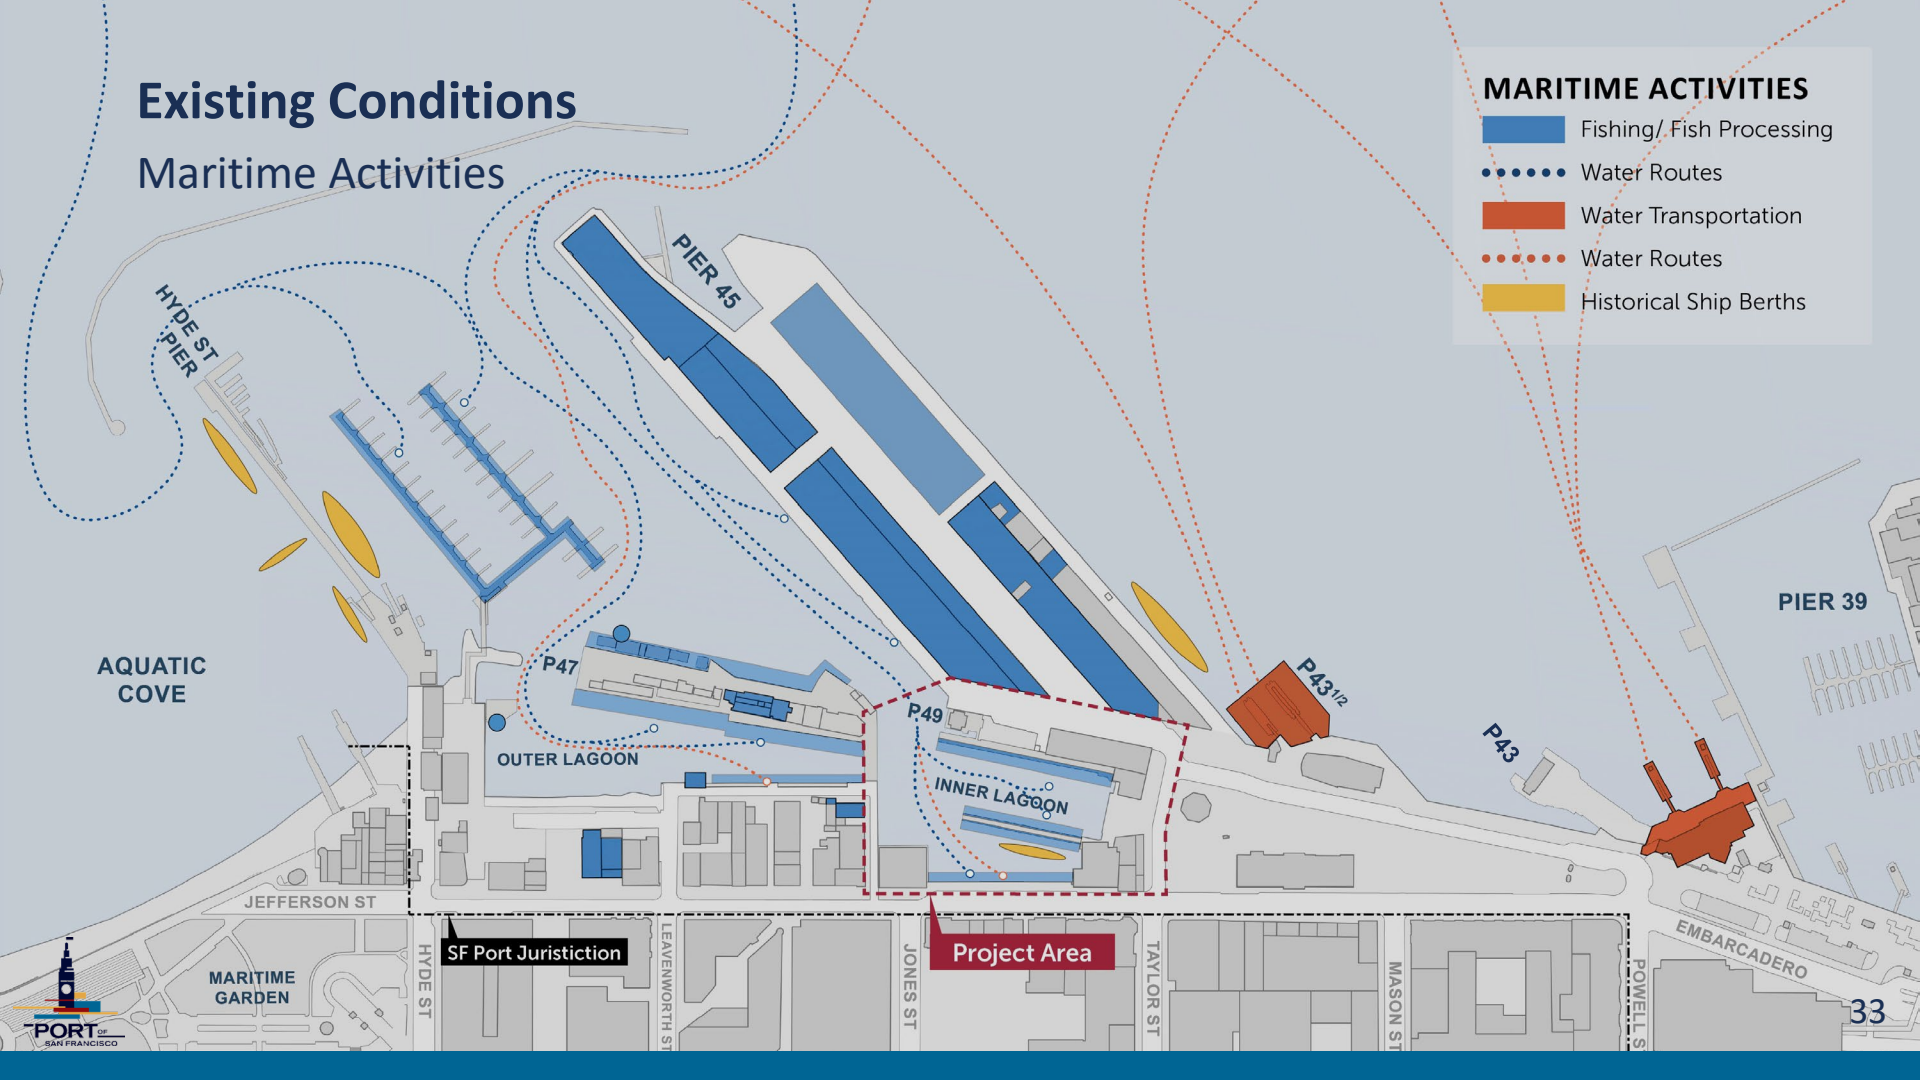 Existing Conditions
Maritime Activities
MARITIME ACTIVITIES
Fishing/ Fish Processing
Water Routes
Water Transportation
Water Routes
Historical Ship Berths
PIER 45
HYDE ST
PIER
PIER 39
AQUATIC
COVE
P47
P43 1/2
P49
P43
OUTER LAGOON
INNER LAGOON
JEFFERSON ST
SF Port Juristiction
Project Area
EMBARCADERO
MARITIME
GARDEN
HYDE ST
LEAVENWORTH ST
JONES ST
TAYLOR ST
MASON ST
POWELL S
PORT OF
SAN FRANCISCO
33